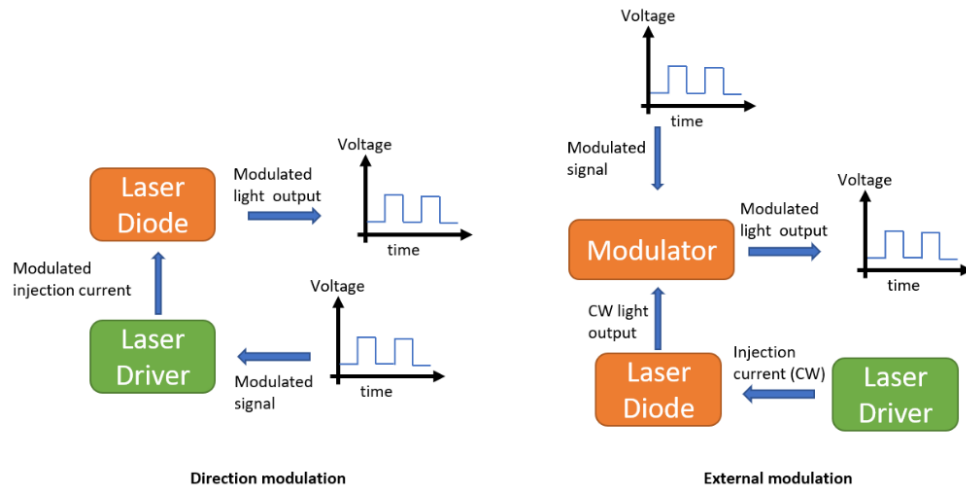 Voltage
time
Modulated
light output
Laser
Diode
Modulated
injection current
Voltage
time
Laser
Driver
Modulated
signal
Direction modulation
Voltage
time
Modulated
signal
Voltage
time
Modulated
light output
Modulator
CW light
output
Injection
current (CW)
Laser
Diode
Laser
Driver
External modulation